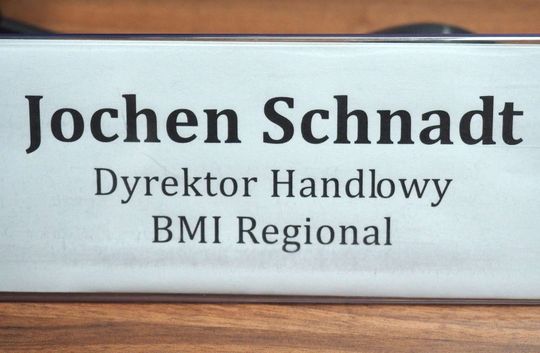 Jochen Schnadt
Dyrektor Handlowy
BMI Regional